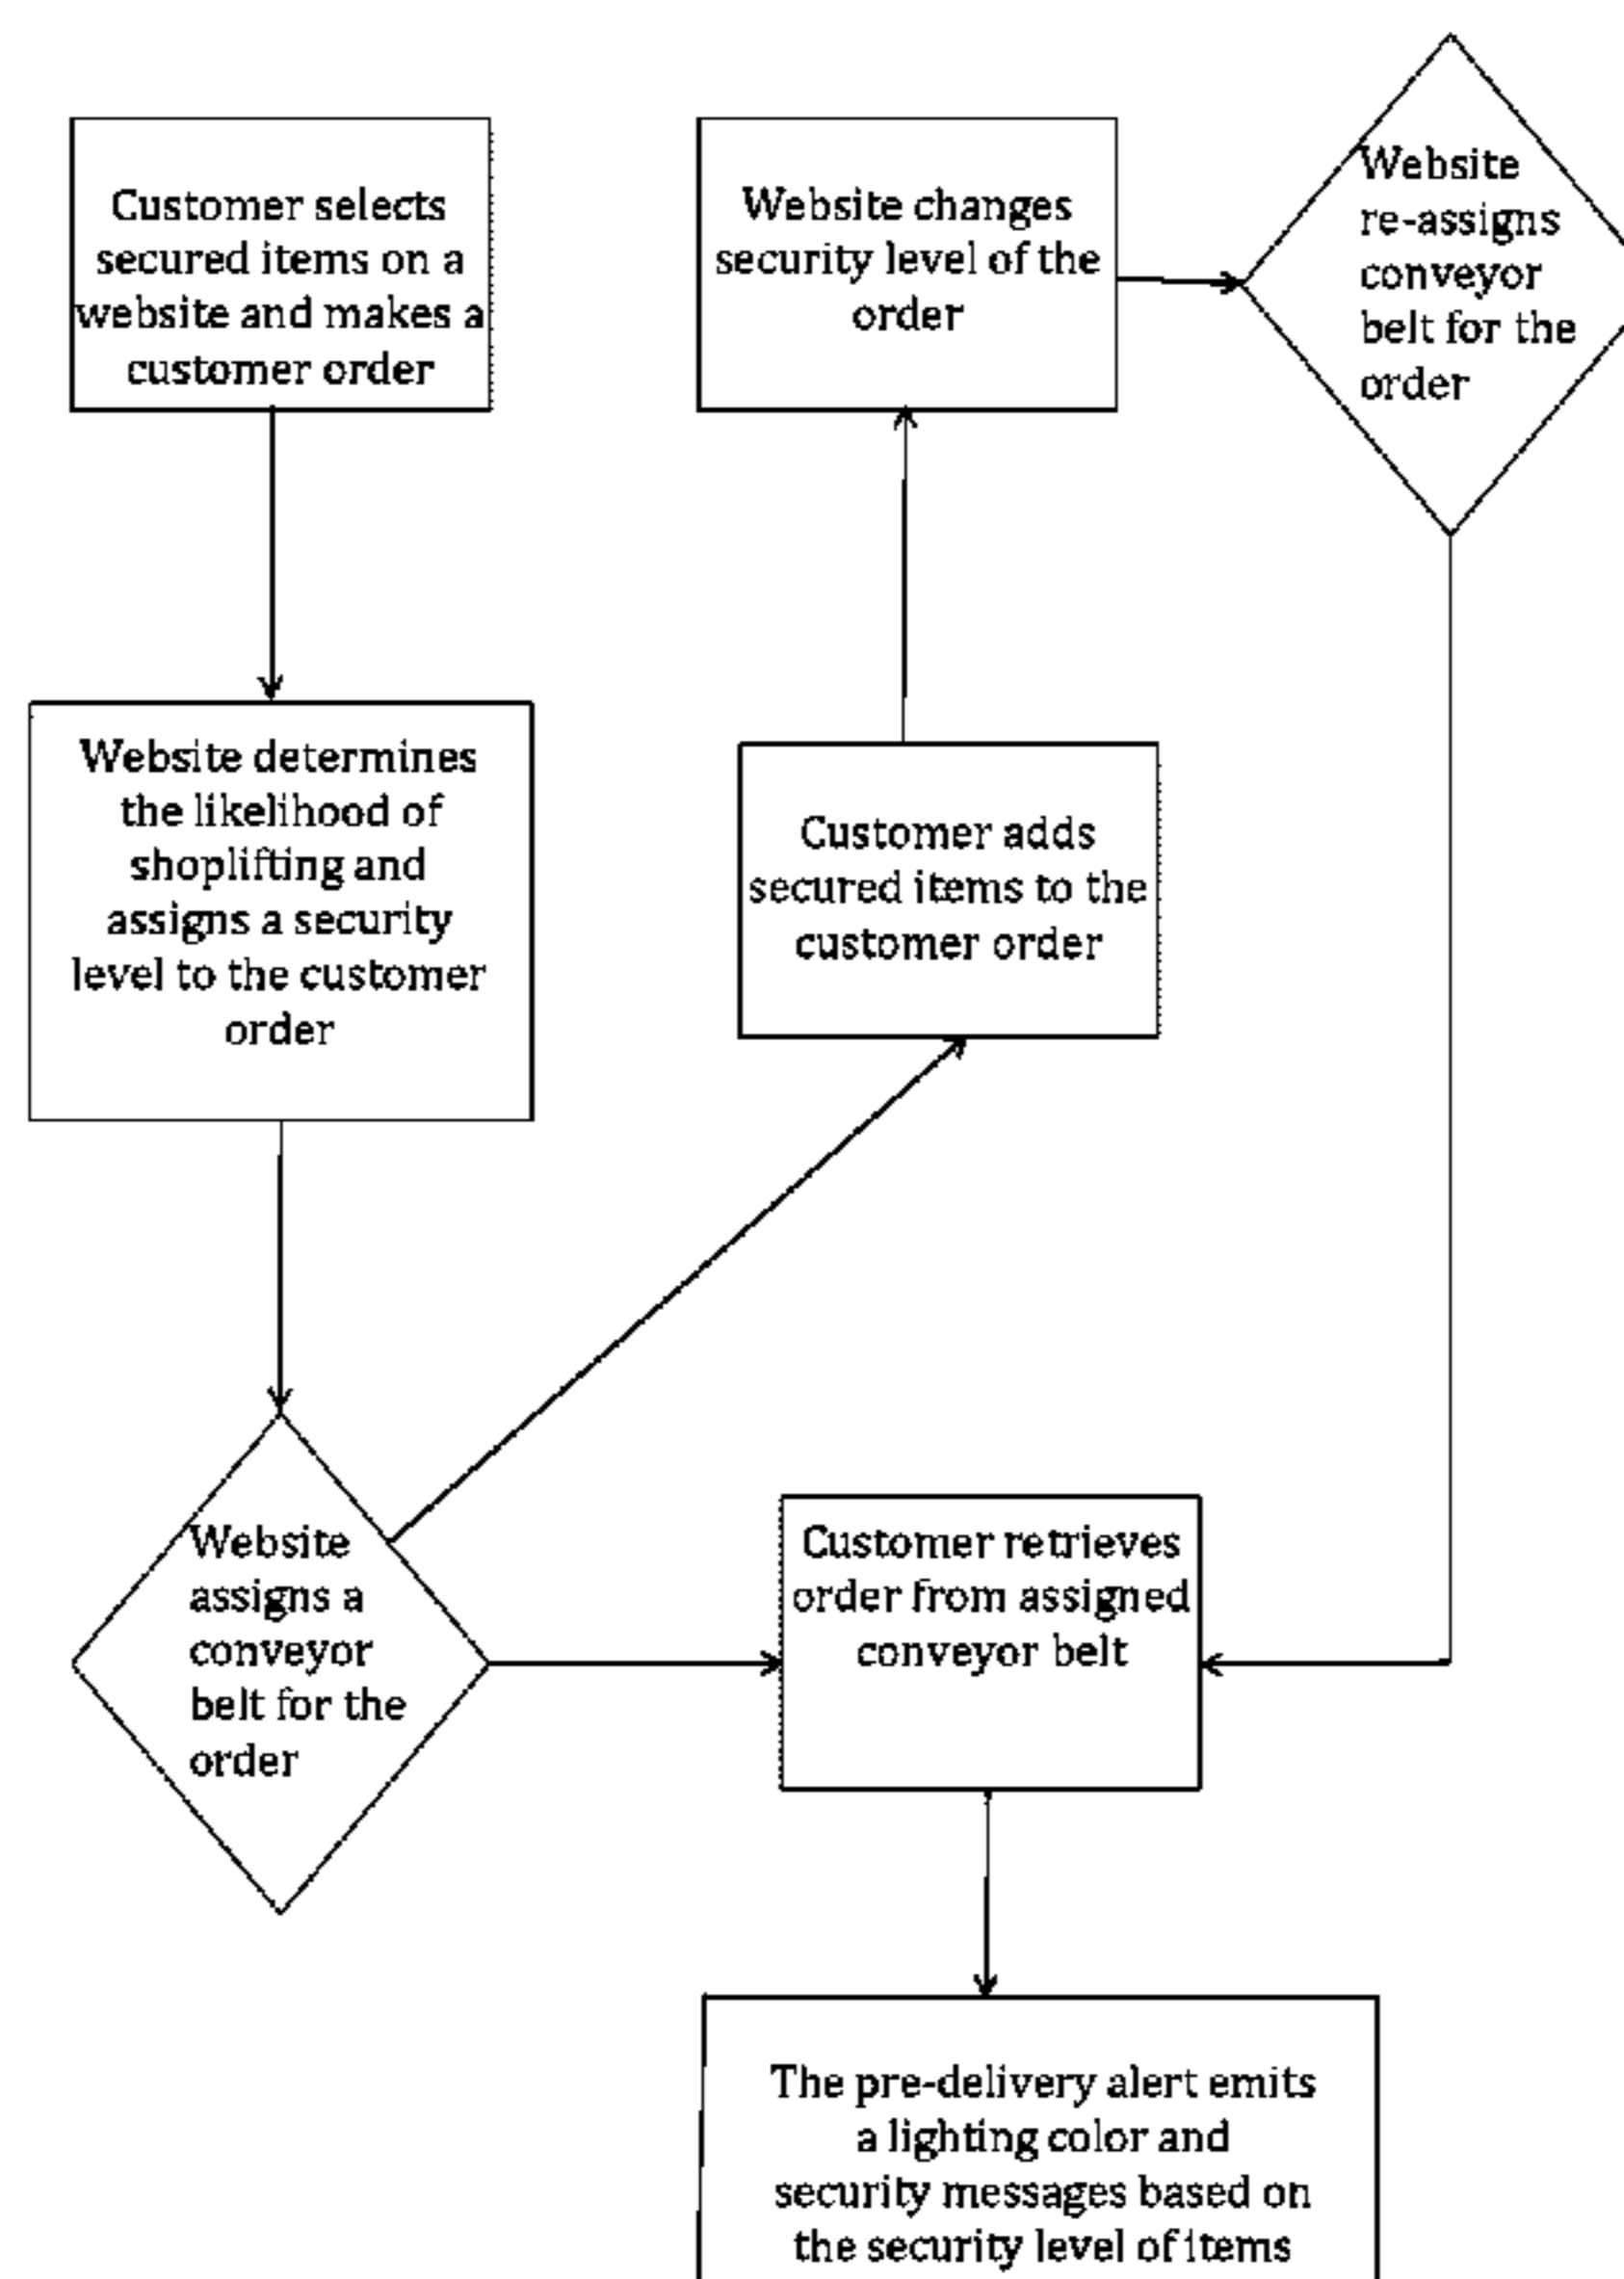 Customer selects
secured items on a
website and makes a
customer order
Website determines
the likelihood of
shoplifting and
assigns a security
level to the customer
order
Website
assigns a
conveyor
belt for the
order
Customer adds
secured items to the
customer order
Website changes
security level of the
order
Website
re-assigns
conveyor
belt for the
order
Customer retrieves
order from assigned
conveyor belt
The pre-delivery alert emits
a lighting color and
security messages based on
the security level of items